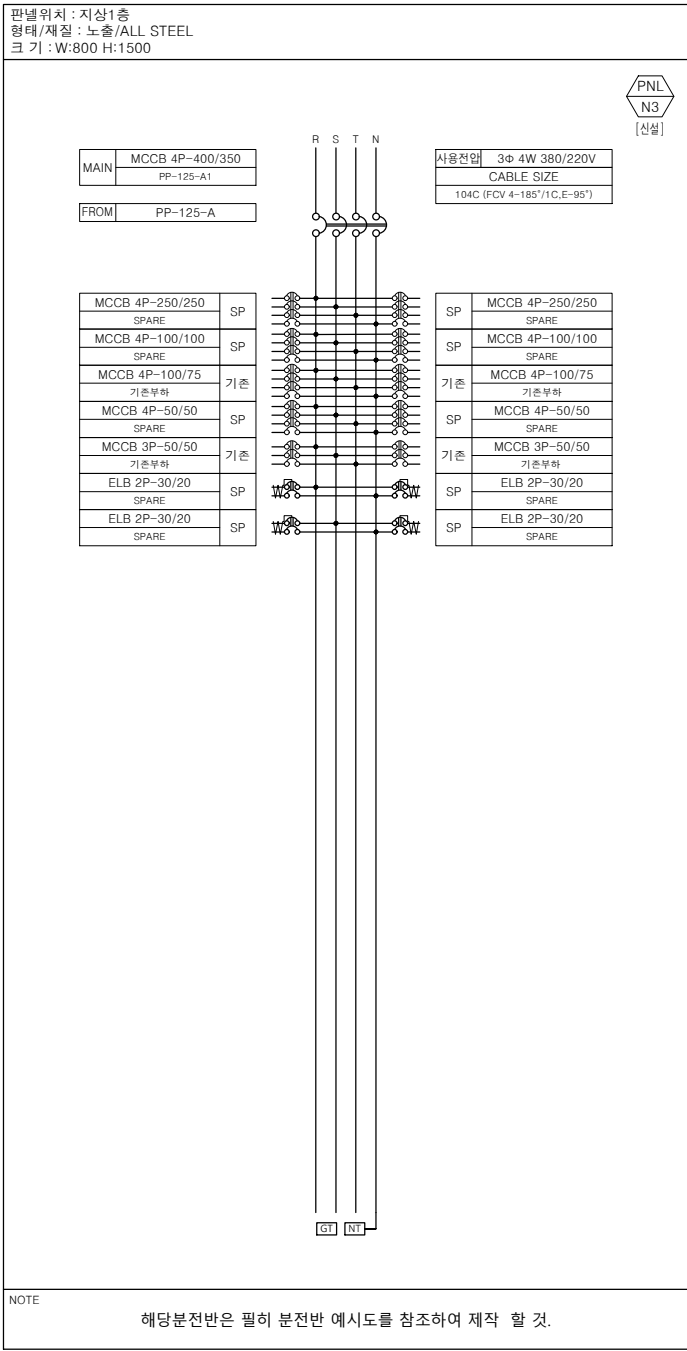 판넬위치 : 지상1층
형태/재질 : 노출/ALL STEEL
크 기 : W:800 H:1500
PNL
N3
[신설]
R S T N
MAIN MCCB 4P-400/350
PP-125-A1
FROM PP-125-A
사용전압 3Φ 4W 380/220V
CABLE SIZE
104C (FCV 4-185°/1C,E-95°)
MCCB 4P-250/250 SP
SPARE
MCCB 4P-100/100 SP
SPARE
MCCB 4P-100/75 기존
기존부하
MCCB 4P-50/50 SP
SPARE
MCCB 3P-50/50 기존
기존부하
ELB 2P-30/20 SP
SPARE
ELB 2P-30/20 SP
SPARE
SP MCCB 4P-250/250
SPARE
SP MCCB 4P-100/100
SPARE
기존 MCCB 4P-100/75
기존부하
SP MCCB 4P-50/50
SPARE
기존 MCCB 3P-50/50
기존부하
SP ELB 2P-30/20
SPARE
SP ELB 2P-30/20
SPARE
GT NT
NOTE
해당분전반은 필히 분전반 예시도를 참조하여 제작 할 것.